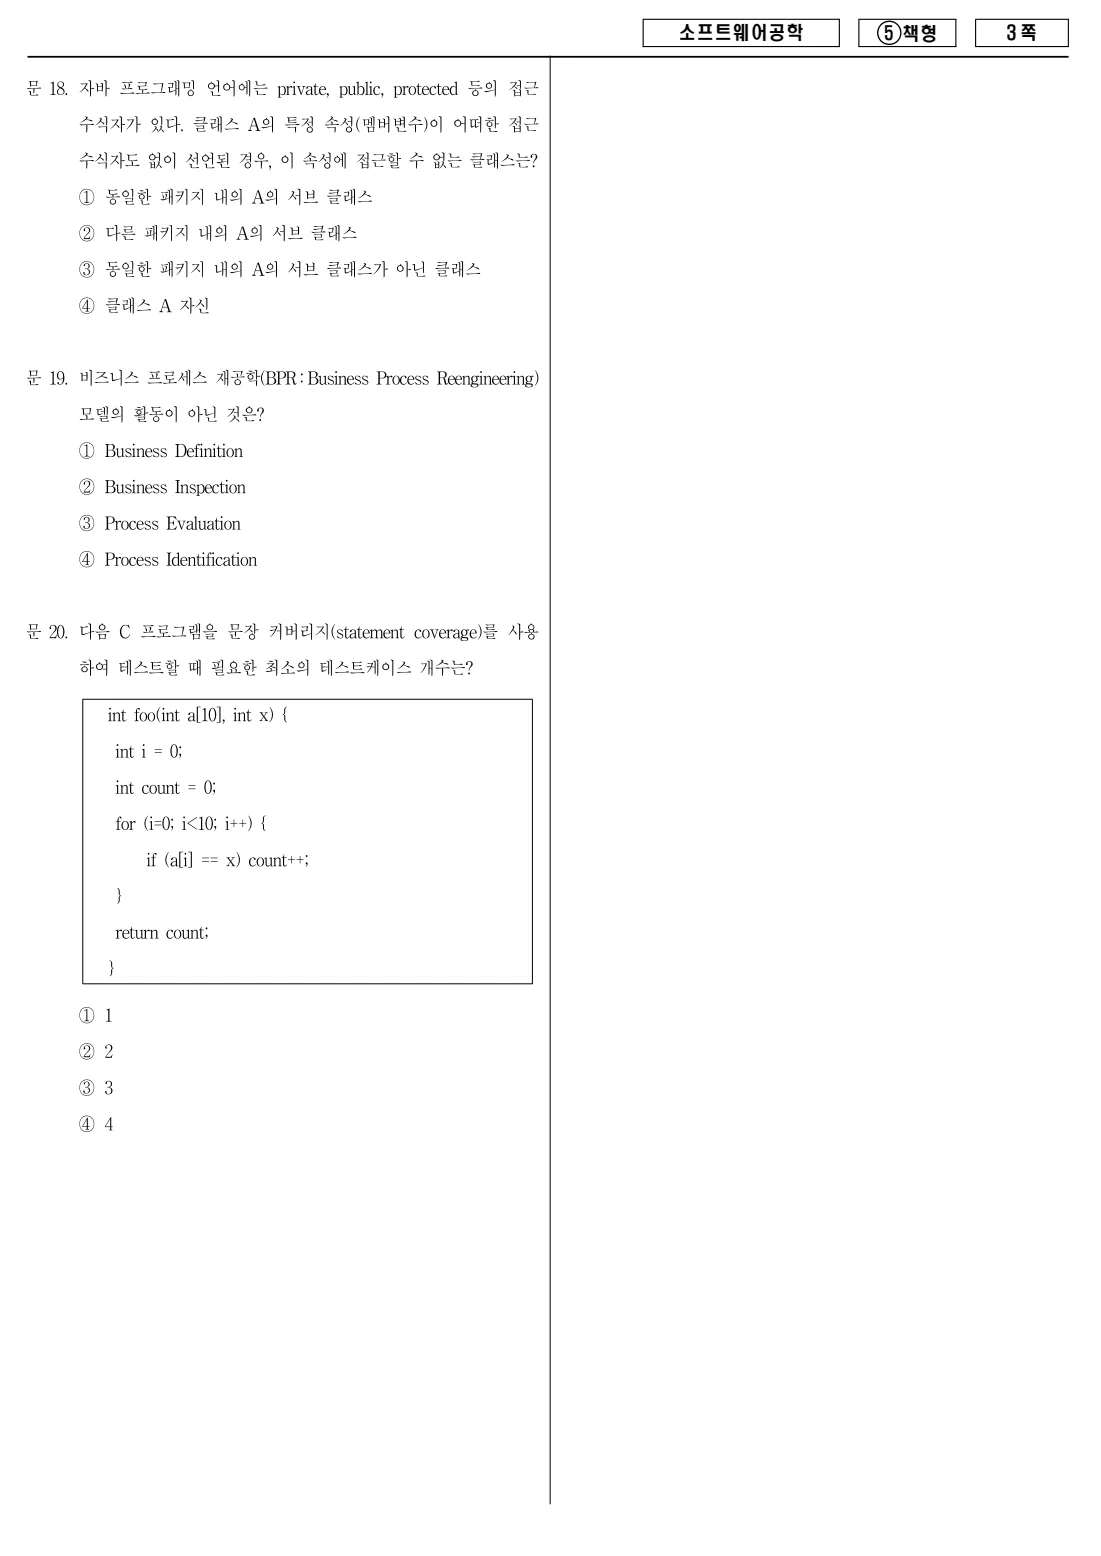 소프트웨어공학 ⑤책형 3쪽
문 18. 자바 프로그래밍 언어에는 private, public, protected 등의 접근
수식자가 있다. 클래스 A의 특정 속성(멤버변수)이 어떠한 접근
수식자도 없이 선언된 경우, 이 속성에 접근할 수 없는 클래스는?
① 동일한 패키지 내의 A의 서브 클래스
② 다른 패키지 내의 A의 서브 클래스
③ 동일한 패키지 내의 A의 서브 클래스가 아닌 클래스
④ 클래스 A 자신
문 19. 비즈니스 프로세스 재공학(BPR : Business Process Reengineering)
모델의 활동이 아닌 것은?
① Business Definition
② Business Inspection
③ Process Evaluation
④ Process Identification
문 20. 다음 C 프로그램을 문장 커버리지(statement coverage)를 사용
하여 테스트할 때 필요한 최소의 테스트케이스 개수는?
int foo(int a[10], int x) {
int i = 0;
int count = 0;
for (i=0; i<10; i++) {
if (a[i] == x) count++;
}
return count;
}
① 1
② 2
③ 3
④ 4